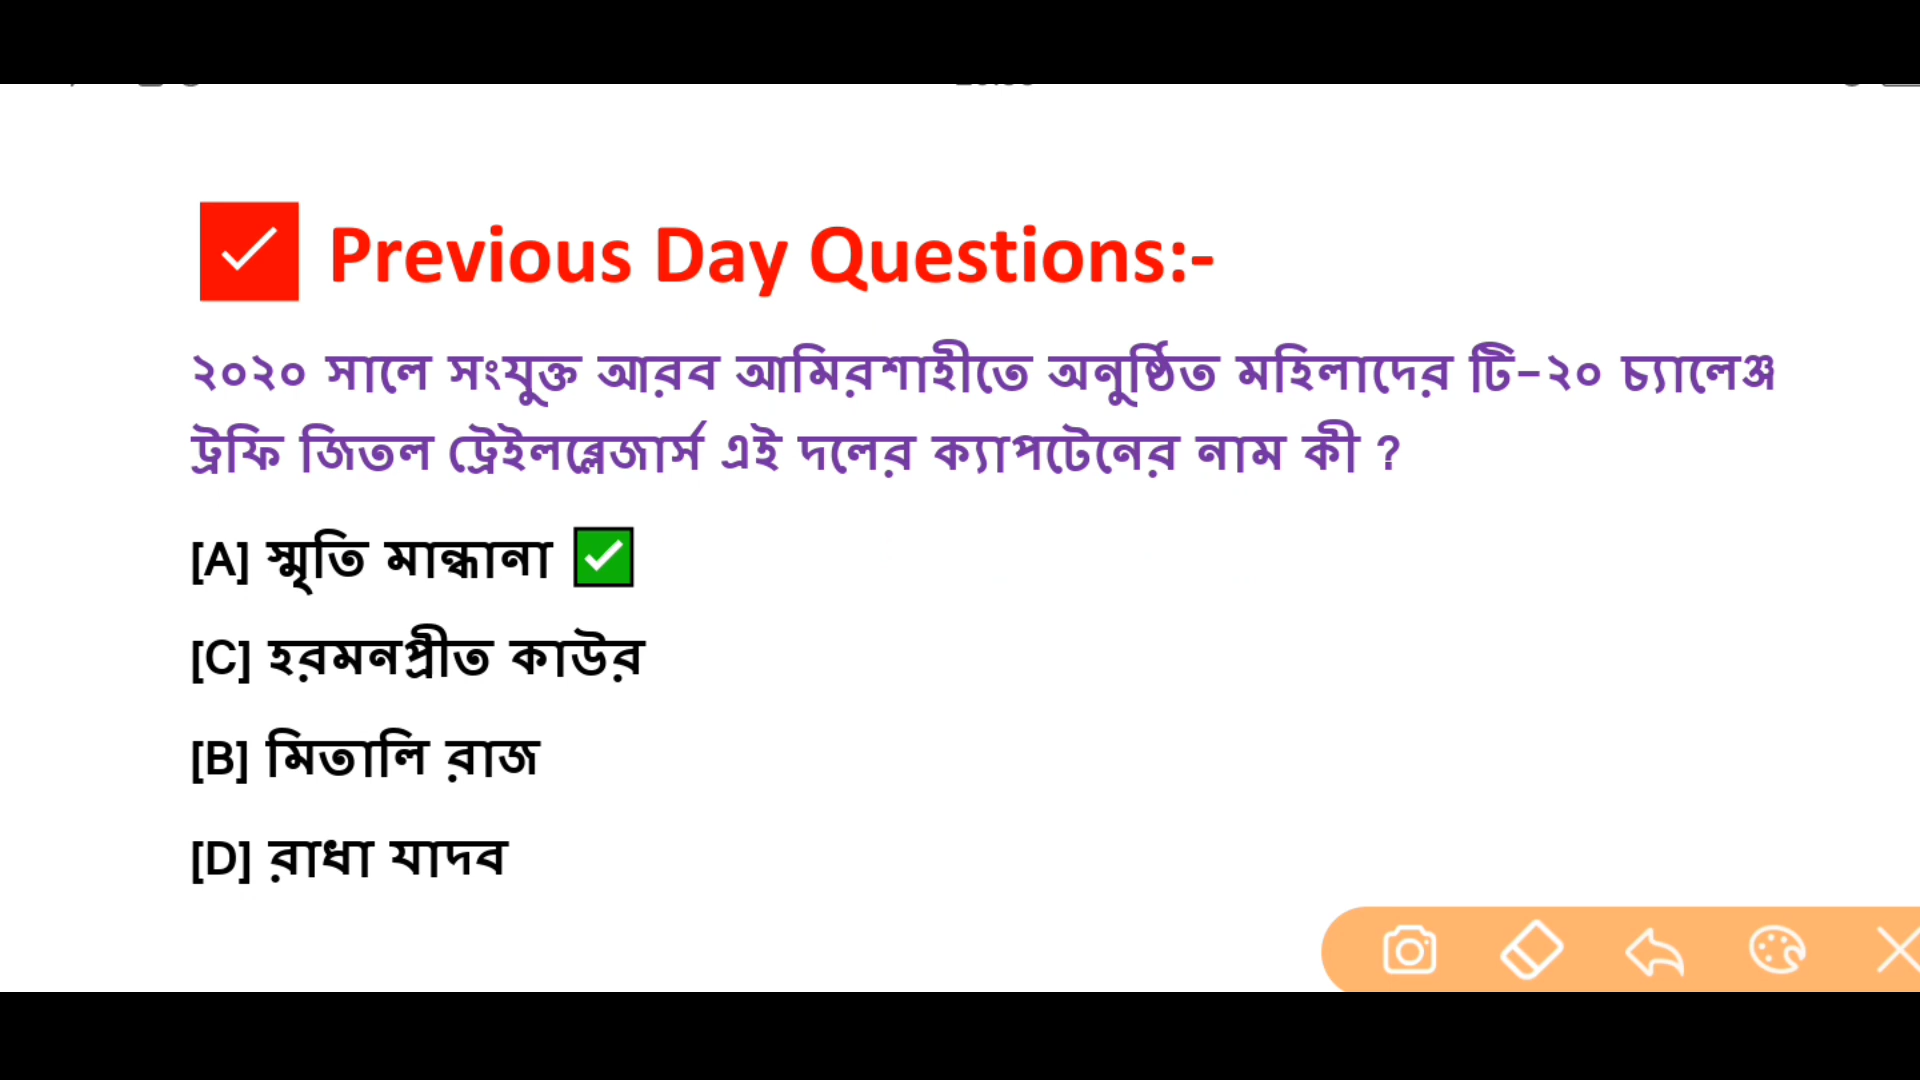 Previous Day Questions:-
২০২০ সালে সংযুক্ত আরব আমিরশাহীতে অনুষ্ঠিত মহিলাদের টি-২০ চ্যালেঞ্জ
ট্রফি জিতল ট্রেইলব্লেজার্স এই দলের ক্যাপটেনের নাম কী ?
[A] স্মৃতি মান্ধানা
[C] হরমনপ্রীত কাউর
[B] মিতালি রাজ
[D] রাধা যাদব